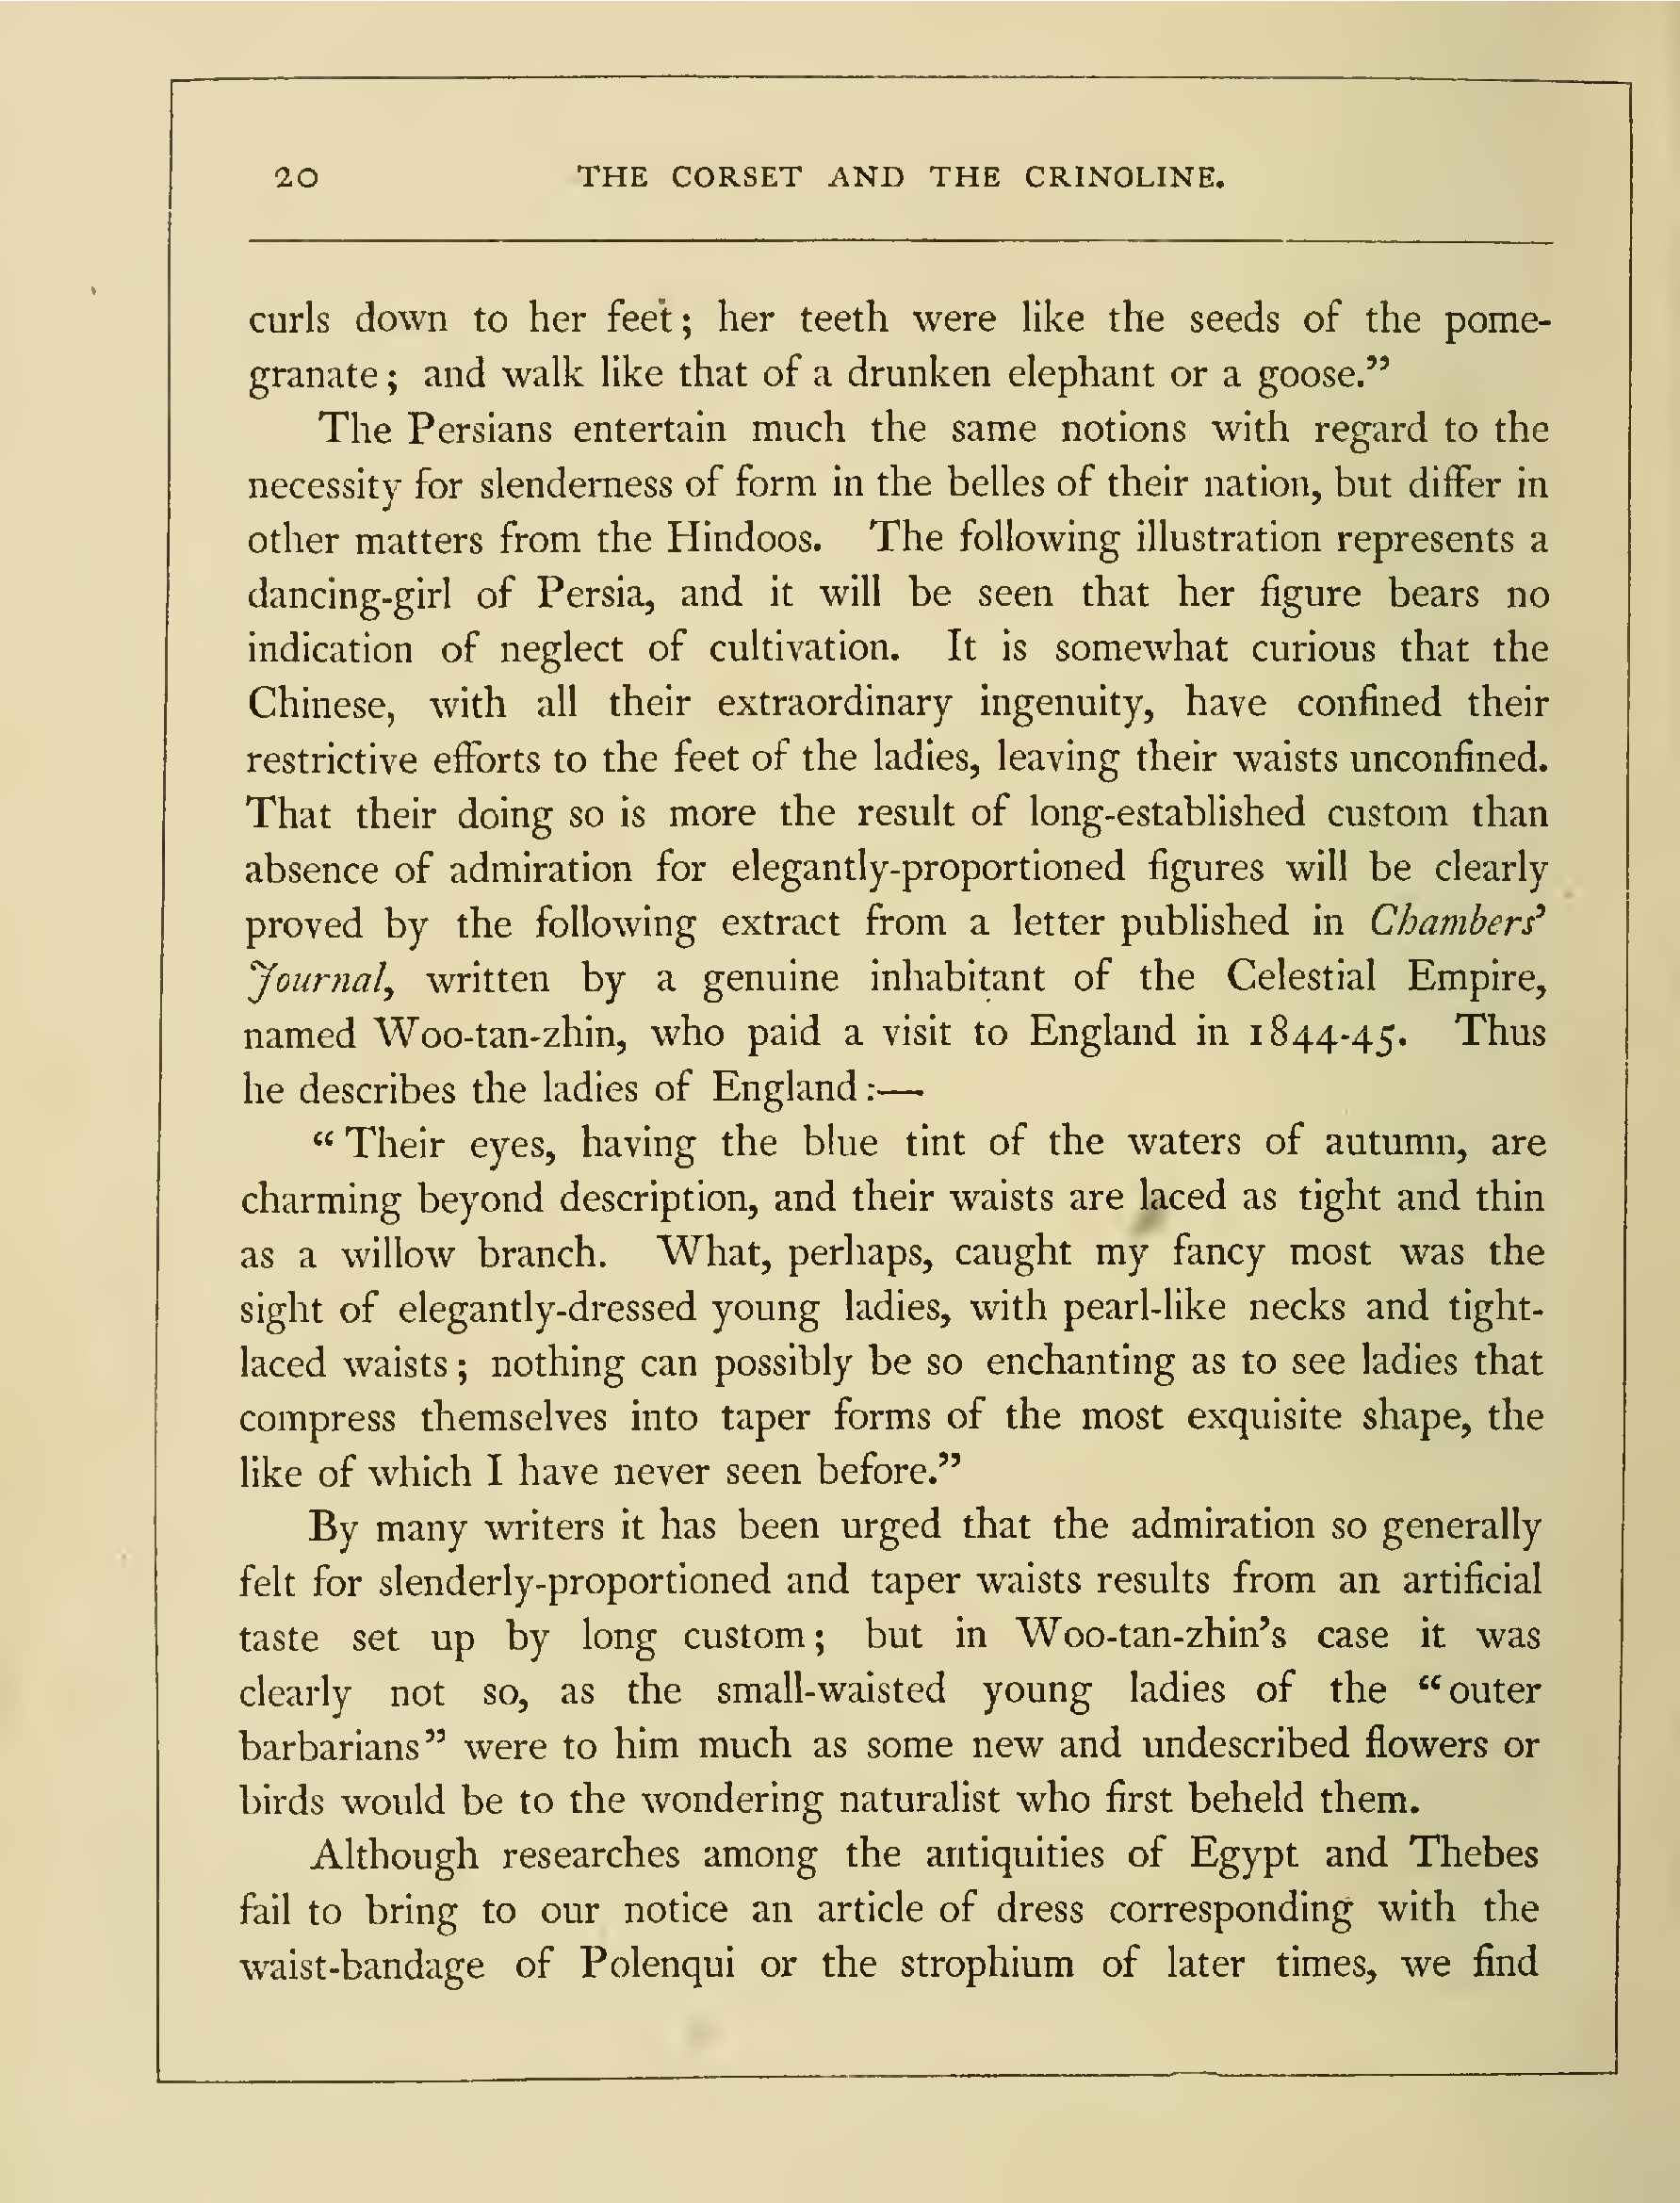 20 THE CORSET AND THE CRINOLINE.
curls down to her feet; her teeth were like the seeds of the pome-
granate; and walk like that of a drunken elephant or a goose.”
The Persians entertain much the same notions with regard to the
necessity for slenderness of form in the belles of their nation, but differ in
other matters from the Hindoos. The following illustration represents a
dancing-girl of Persia, and it will be seen that her figure bears no
indication of neglect of cultivation. It is somewhat curious that the
Chinese, with all their extraordinary ingenuity, have confined their
restrictive efforts to the feet of the ladies, leaving their waists unconfined.
That their doing so is more the result of long-established custom than
absence of admiration for elegantly-proportioned figures will be clearly
proved by the following extract from a letter published in Chambers’
Journal, written by a genuine inhabitant of the Celestial Empire,
named Woo-tan-zhin, who paid a visit to England in 1844-45. Thus
he describes the ladies of England:—
“Their eyes, having the blue tint of the waters of autumn, are
charming beyond description, and their waists are laced as tight and thin
as a willow branch. What, perhaps, caught my fancy most was the
sight of elegantly-dressed young ladies, with pearl-like necks and tight-
laced waists; nothing can possibly be so enchanting as to see ladies that
compress themselves into taper forms of the most exquisite shape, the
like of which I have never seen before.”
By many writers it has been urged that the admiration so generally
felt for slenderly-proportioned and taper waists results from an artificial
taste set up by long custom; but in Woo-tan-zhin’s case it was
clearly not so, as the small-waisted young ladies of the “outer
barbarians” were to him much as some new and undescribed flowers or
birds would be to the wondering naturalist who first beheld them.
Although researches among the antiquities of Egypt and Thebes
fail to bring to our notice an article of dress corresponding with the
waist-bandage of Polenqui or the strophium of later times, we find